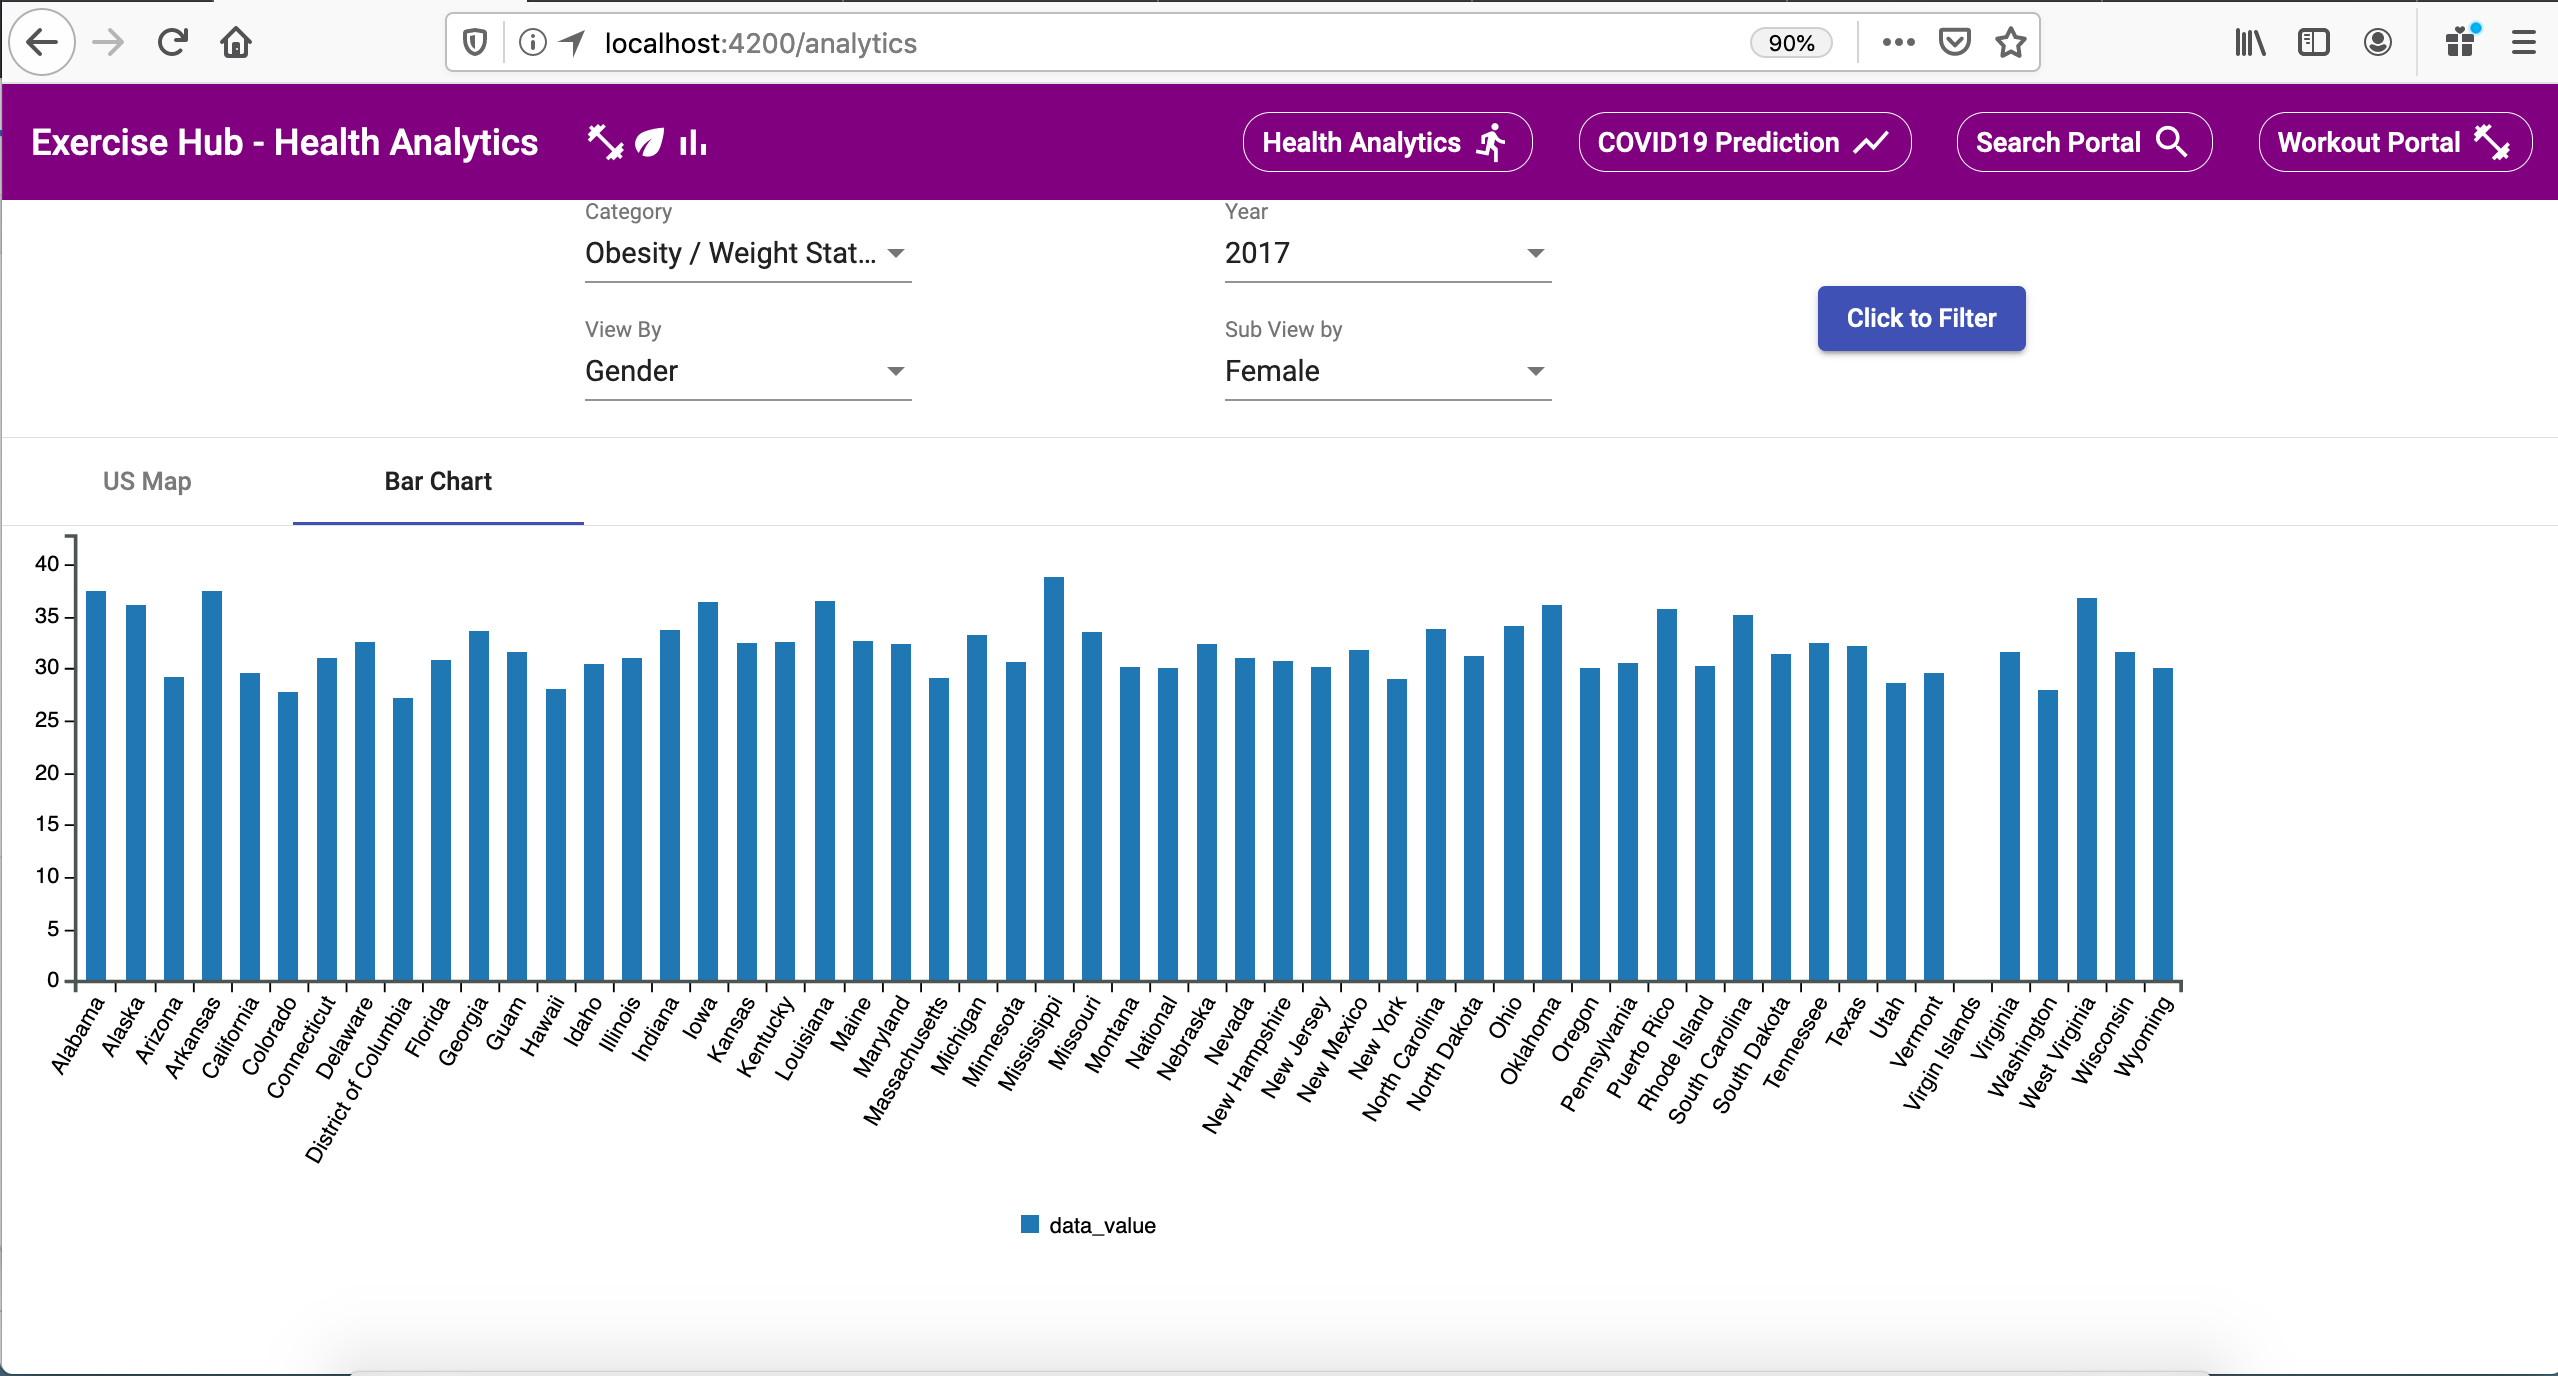 localhost:4200/analytics
90%
Exercise Hub - Health Analytics
Health Analytics
COVID19 Prediction
Search Portal
Workout Portal
Category
Year
Obesity / Weight Stat...
2017
Click to Filter
View By
Sub View by
Gender
Female
US Map
Bar Chart
40
35
30
25
20
15
10
5
0
Alabama
Alaska
Arizona
Arkansas
California
Colorado
Connecticut
Delaware
District of Columbia
Florida
Georgia
Guam
Hawaii
Idaho
Illinois
Indiana
Iowa
Kansas
Kentucky
Louisiana
Maine
Maryland
Massachusetts
Michigan
Minnesota
Mississippi
Missouri
Montana
National
Nebraska
Nevada
New Hampshire
New Jersey
New Mexico
New York
North Carolina
North Dakota
Ohio
Oklahoma
Oregon
Pennsylvania
Puerto Rico
Rhode Island
South Carolina
South Dakota
Tennessee
Texas
Utah
Vermont
Virgin Islands
Virginia
Washington
West Virginia
Wisconsin
Wyoming
data_value